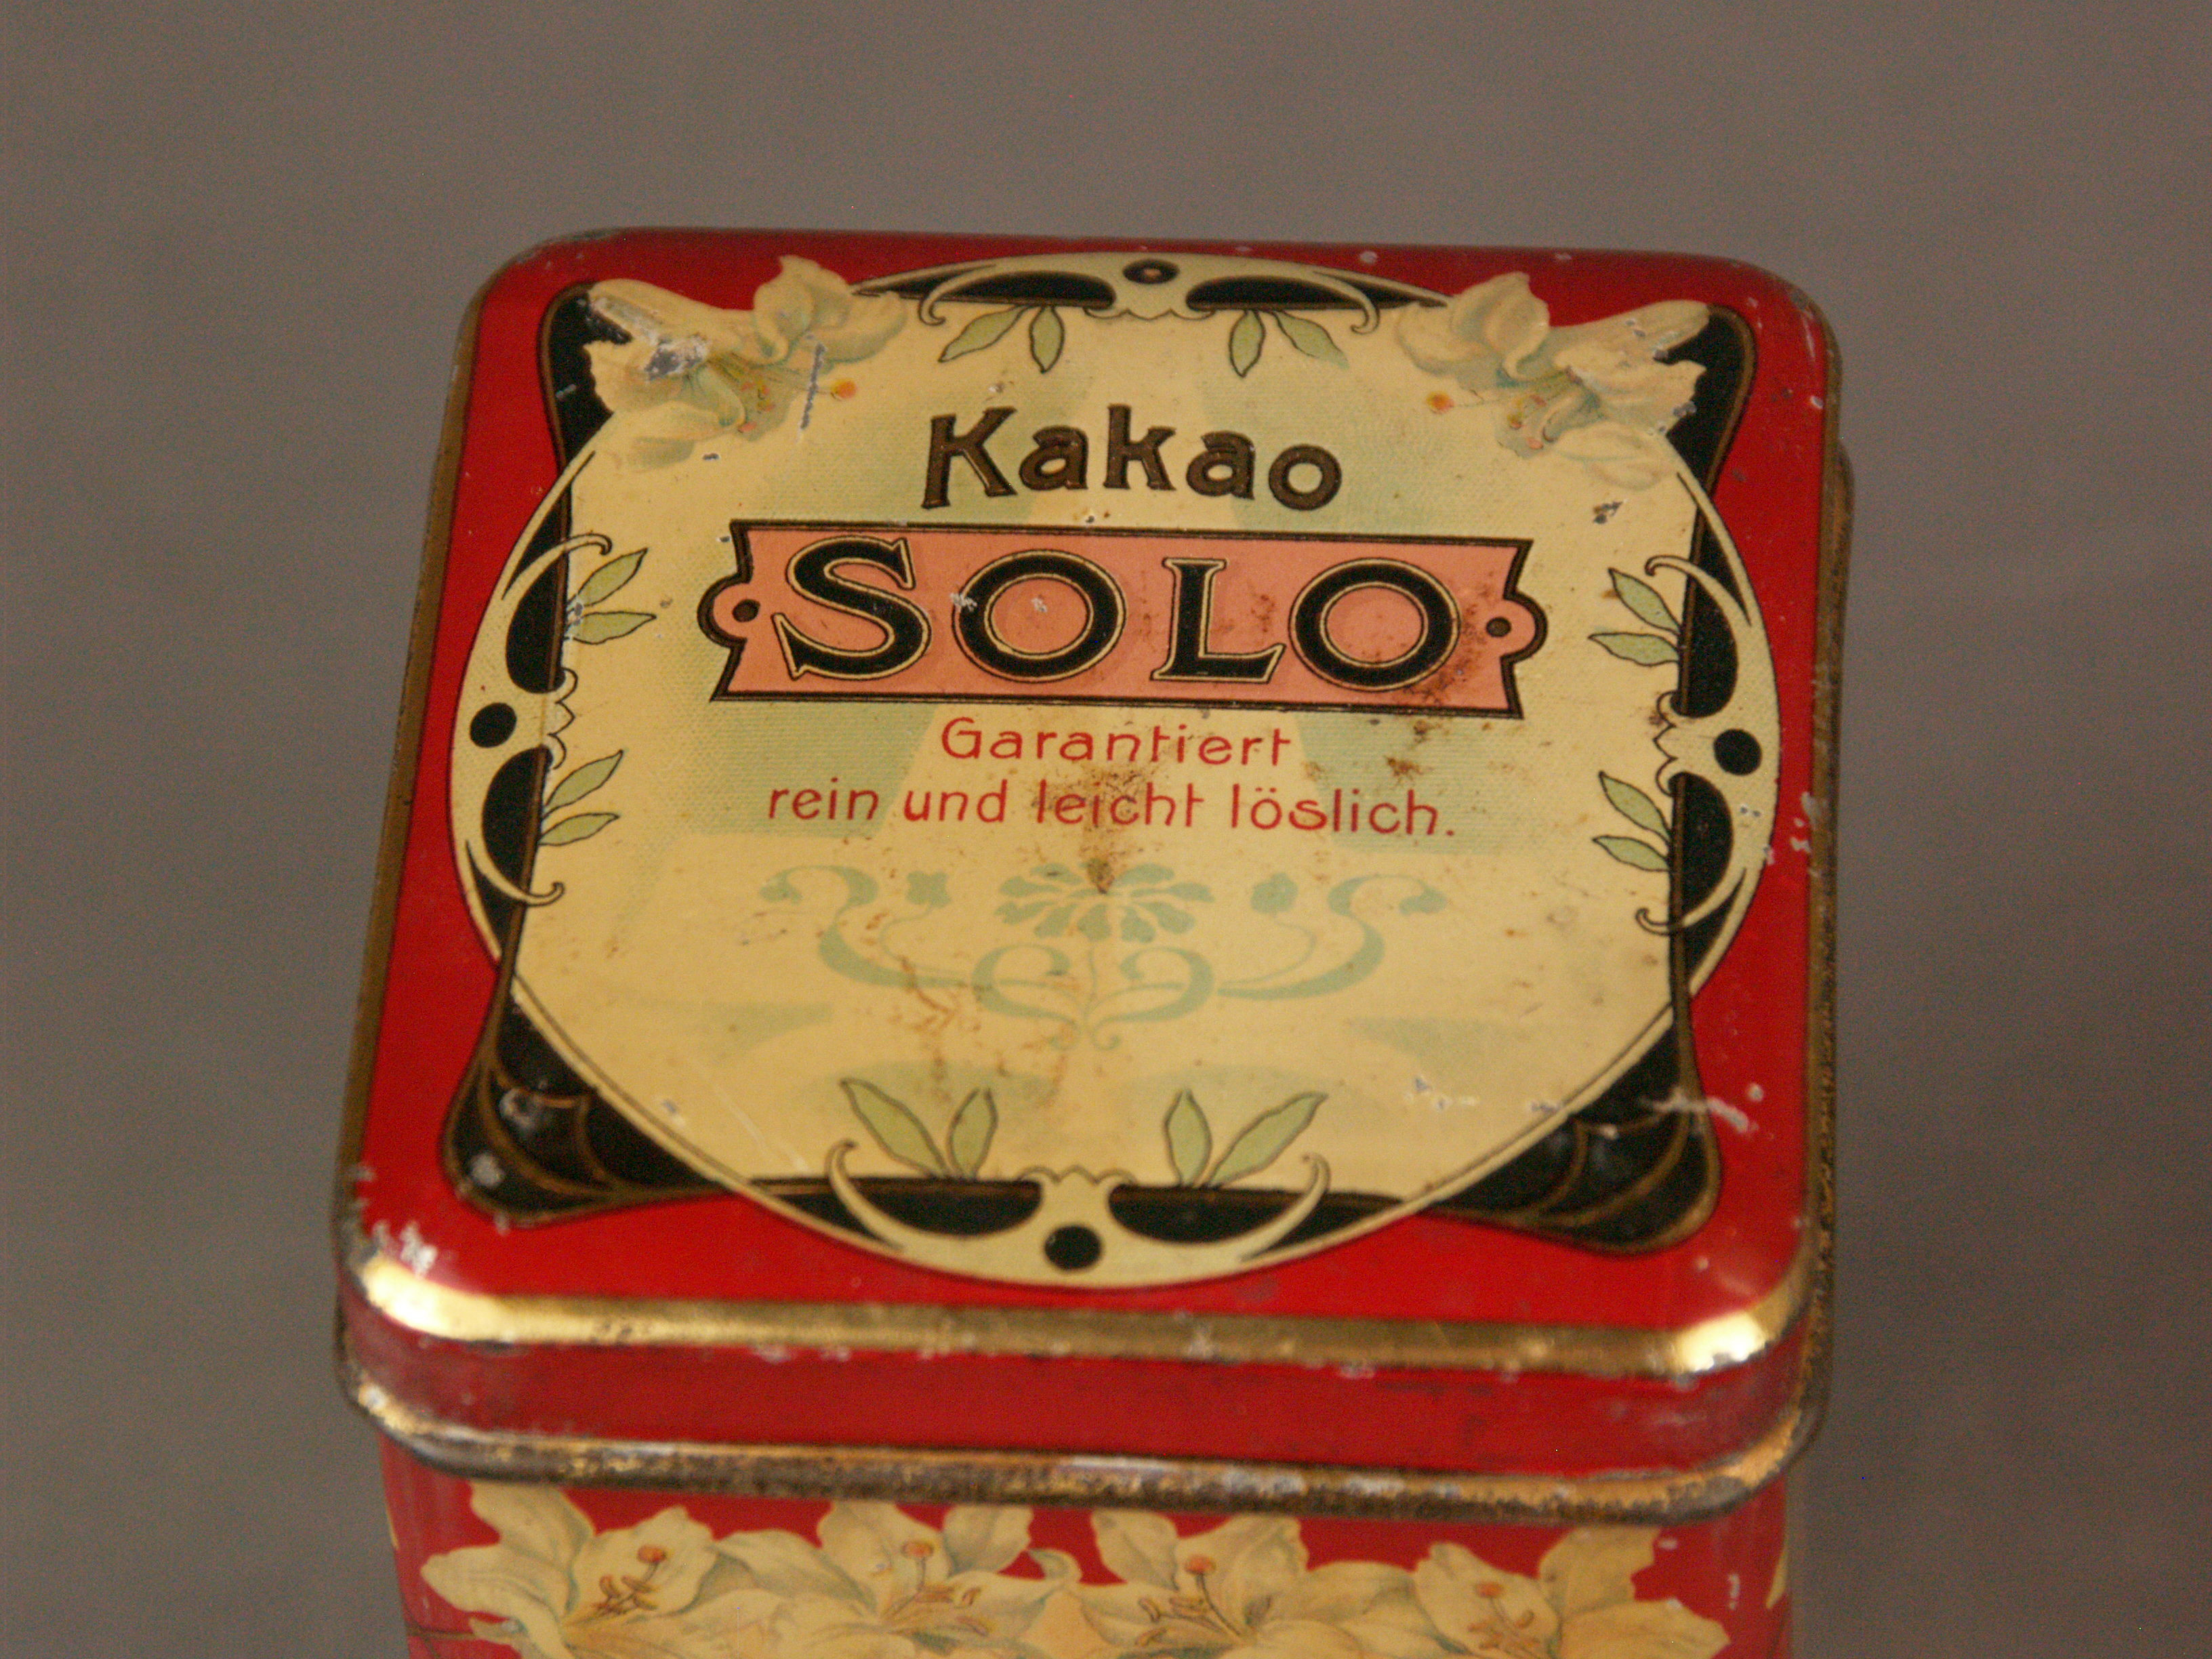 Kakao
SOLO
Garantiert
rein und leicht löslich.